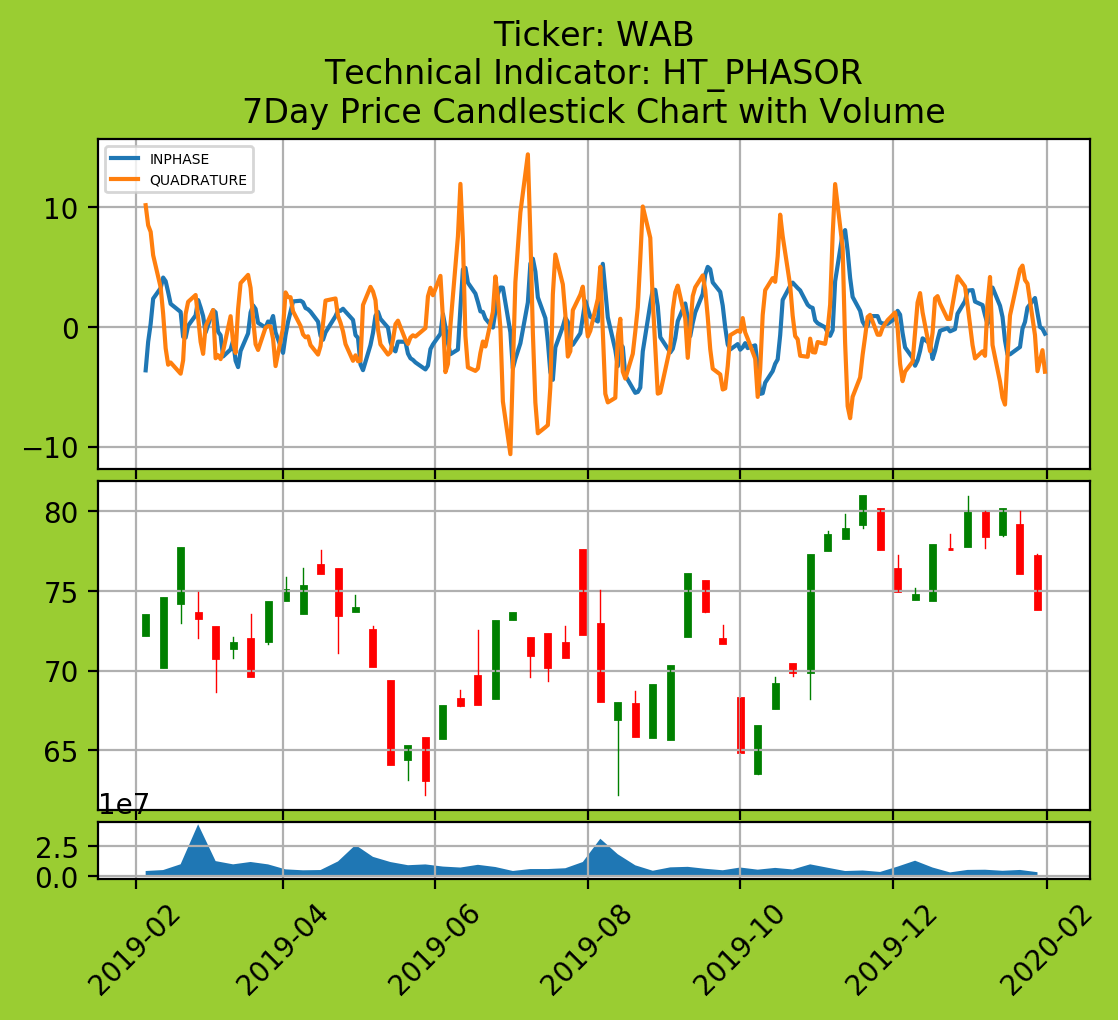 Ticker: WAB
Technical Indicator: HT_PHASOR
7Day Price Candlestick Chart with Volume
INPHASE
QUADRATURE
10
0
−10
80
75
70
65
1e7
2.5
0.0
2019-02
2019-04
2019-06
2019-08
2019-10
2019-12
2020-02